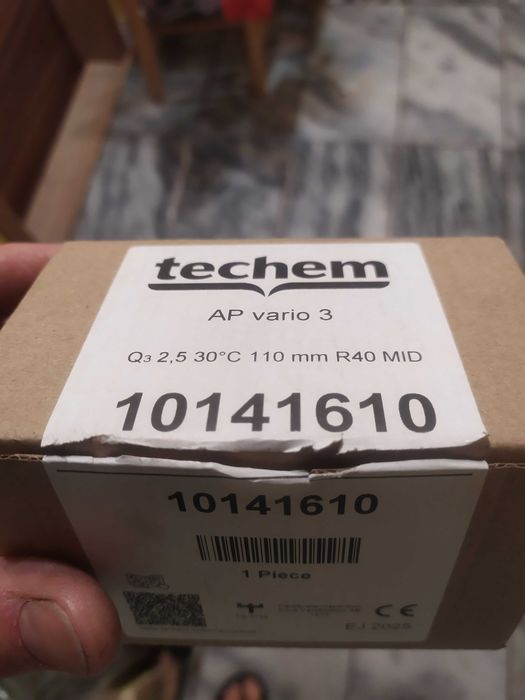 techem
AP vario 3
Q3 2,5 30°C 110 mm R40 MID
10141610
10141610
1 Piece
CE
EJ 2025